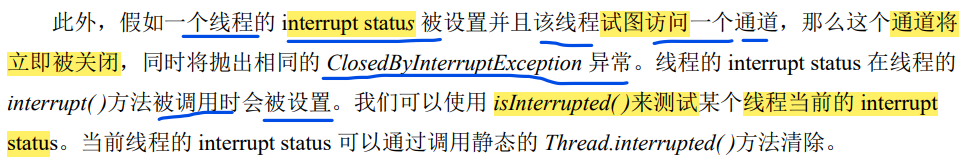 此外，假如一个线程的 interrupt status 被设置并且该线程试图访问一个通道，那么这个通道将
立即被关闭，同时将抛出相同的 ClosedByInterruptException 异常。线程的 interrupt status 在线程的
interrupt( )方法被调用时会被设置。我们可以使用 isInterrupted( )来测试某个线程当前的 interrupt
status。当前线程的 interrupt status 可以通过调用静态的 Thread.interrupted( )方法清除。